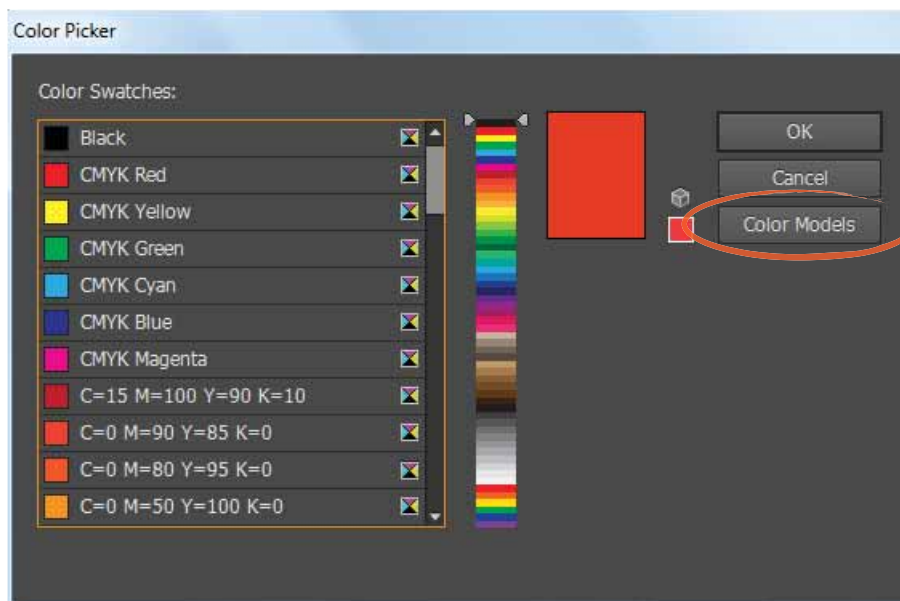 Color Picker
Color Swatches:
Black
CMYK Red
CMYK Yellow
CMYK Green
CMYK Cyan
CMYK Blue
CMYK Magenta
C=15 M=100 Y=90 K=10
C=0 M=90 Y=85 K=0
C=0 M=80 Y=95 K=0
C=0 M=50 Y=100 K=0
OK
Cancel
Color Models